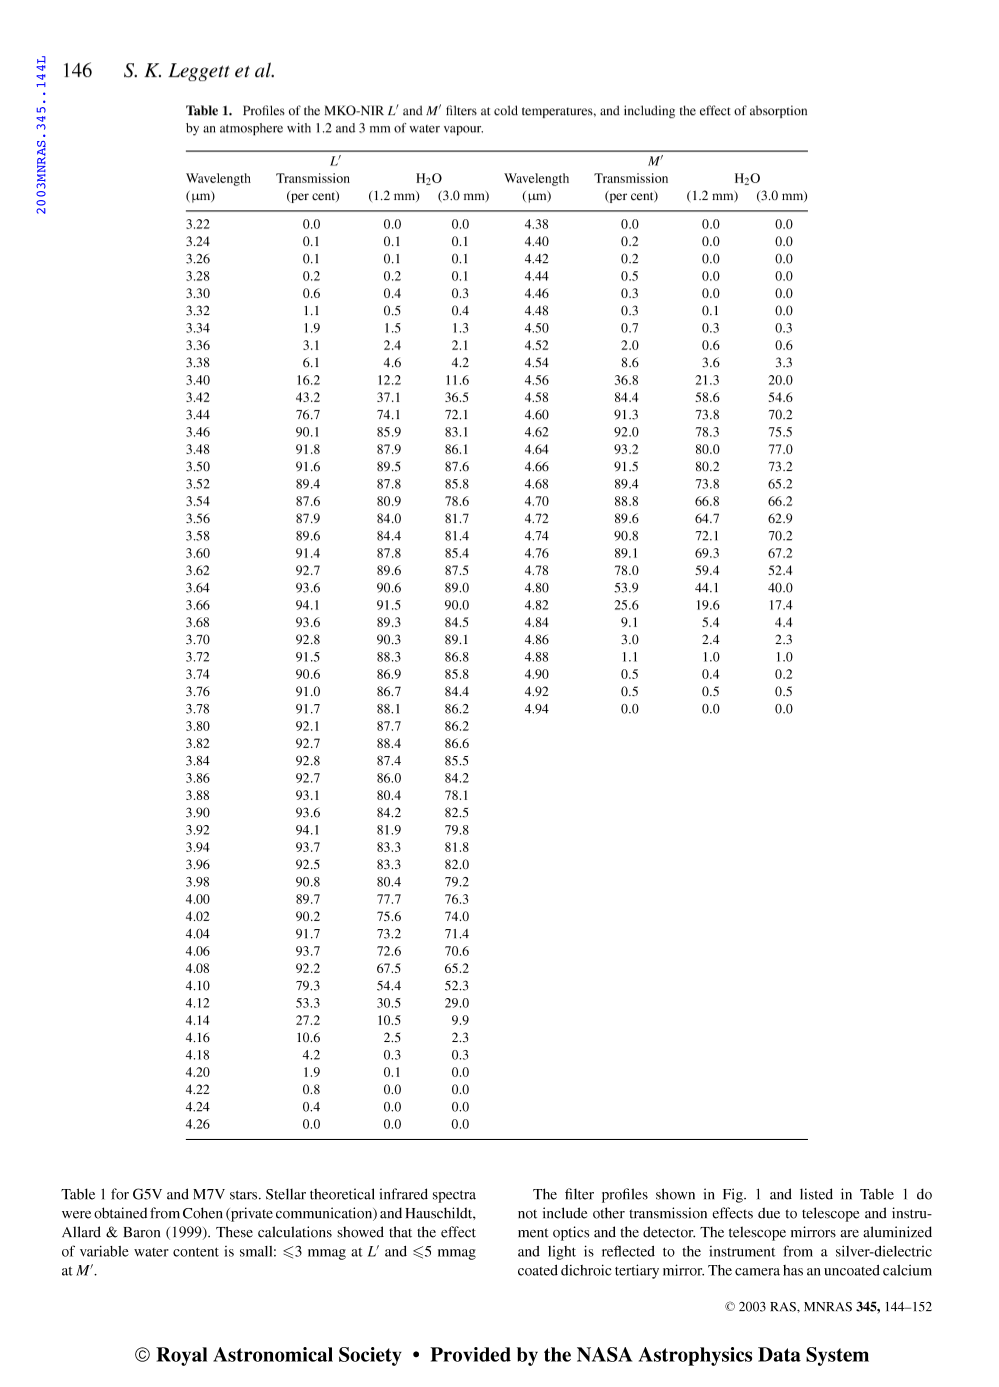 2003MNRAS.345..144L
146 S. K. Leggett et al.
Table 1. Profiles of the MKO-NIR L′ and M′ filters at cold temperatures, and including the effect of absorption
by an atmosphere with 1.2 and 3 mm of water vapour.
L′ M′
Wavelength Transmission H₂O Wavelength Transmission H₂O
(μm) (per cent) (1.2 mm) (3.0 mm) (μm) (per cent) (1.2 mm) (3.0 mm)
3.22 0.0 0.0 0.0 4.38 0.0 0.0 0.0
3.24 0.1 0.1 0.1 4.40 0.2 0.0 0.0
3.26 0.1 0.1 0.1 4.42 0.2 0.0 0.0
3.28 0.2 0.2 0.1 4.44 0.5 0.0 0.0
3.30 0.6 0.4 0.3 4.46 0.3 0.0 0.0
3.32 1.1 0.5 0.4 4.48 0.3 0.1 0.0
3.34 1.9 1.5 1.3 4.50 0.7 0.3 0.3
3.36 3.1 2.4 2.1 4.52 2.0 0.6 0.6
3.38 6.1 4.6 4.2 4.54 8.6 3.6 3.3
3.40 16.2 12.2 11.6 4.56 36.8 21.3 20.0
3.42 43.2 37.1 36.5 4.58 84.4 58.6 54.6
3.44 76.7 74.1 72.1 4.60 91.3 73.8 70.2
3.46 90.1 85.9 83.1 4.62 92.0 78.3 75.5
3.48 91.8 87.9 86.1 4.64 93.2 80.0 77.0
3.50 91.6 89.5 87.6 4.66 91.5 80.2 73.2
3.52 89.4 87.8 85.8 4.68 89.4 73.8 65.2
3.54 87.6 80.9 78.6 4.70 88.8 66.8 66.2
3.56 87.9 84.0 81.7 4.72 89.6 64.7 62.9
3.58 89.6 84.4 81.4 4.74 90.8 72.1 70.2
3.60 91.4 87.8 85.4 4.76 89.1 69.3 67.2
3.62 92.7 89.6 87.5 4.78 78.0 59.4 52.4
3.64 93.6 90.6 89.0 4.80 53.9 44.1 40.0
3.66 94.1 91.5 90.0 4.82 25.6 19.6 17.4
3.68 93.6 89.3 84.5 4.84 9.1 5.4 4.4
3.70 92.8 90.3 89.1 4.86 3.0 2.4 2.3
3.72 91.5 88.3 86.8 4.88 1.1 1.0 1.0
3.74 90.6 86.9 85.8 4.90 0.5 0.4 0.2
3.76 91.0 86.7 84.4 4.92 0.5 0.5 0.5
3.78 91.7 88.1 86.2 4.94 0.0 0.0 0.0
3.80 92.1 87.7 86.2
3.82 92.7 88.4 86.6
3.84 92.8 87.4 85.5
3.86 92.7 86.0 84.2
3.88 93.1 80.4 78.1
3.90 93.6 84.2 82.5
3.92 94.1 81.9 79.8
3.94 93.7 83.3 81.8
3.96 92.5 83.3 82.0
3.98 90.8 80.4 79.2
4.00 89.7 77.7 76.3
4.02 90.2 75.6 74.0
4.04 91.7 73.2 71.4
4.06 93.7 72.6 70.6
4.08 92.2 67.5 65.2
4.10 79.3 54.4 52.3
4.12 53.3 30.5 29.0
4.14 27.2 10.5 9.9
4.16 10.6 2.5 2.3
4.18 4.2 0.3 0.3
4.20 1.9 0.1 0.0
4.22 0.8 0.0 0.0
4.24 0.4 0.0 0.0
4.26 0.0 0.0 0.0
Table 1 for G5V and M7V stars. Stellar theoretical infrared spectra
were obtained from Cohen (private communication) and Hauschildt,
Allard & Baron (1999). These calculations showed that the effect
of variable water content is small: ⩽3 mmag at L′ and ⩽5 mmag
at M′.
The filter profiles shown in Fig. 1 and listed in Table 1 do
not include other transmission effects due to telescope and instru-
ment optics and the detector. The telescope mirrors are aluminized
and light is reflected to the instrument from a silver-dielectric
coated dichroic tertiary mirror. The camera has an uncoated calcium
© 2003 RAS, MNRAS 345, 144–152
© Royal Astronomical Society • Provided by the NASA Astrophysics Data System